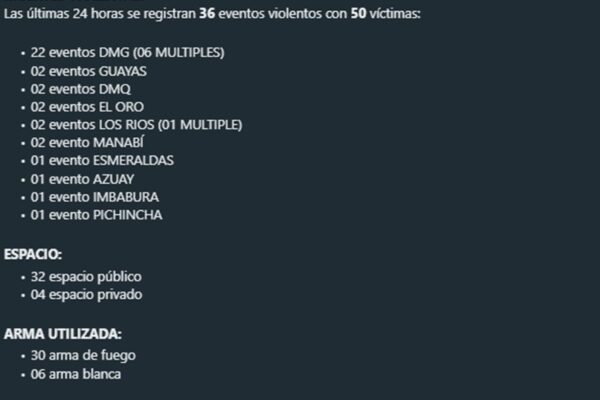 Las últimas 24 horas se registran 36 eventos violentos con 50 víctimas:
• 22 eventos DMG (06 MULTIPLES)
• 02 eventos GUAYAS
• 02 eventos DMQ
• 02 eventos EL ORO
• 02 eventos LOS RIOS (01 MULTIPLE)
• 02 evento MANABÍ
• 01 evento ESMERALDAS
• 01 evento AZUAY
• 01 evento IMBABURA
• 01 evento PICHINCHA
ESPACIO:
• 32 espacio público
• 04 espacio privado
ARMA UTILIZADA:
• 30 arma de fuego
• 06 arma blanca